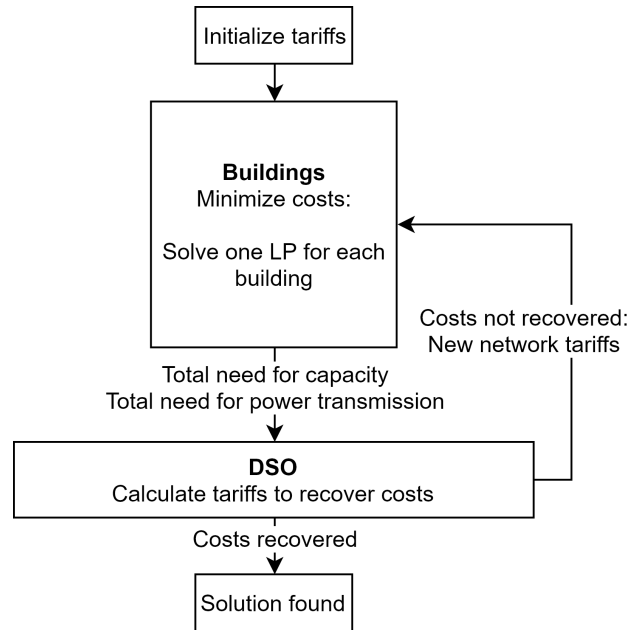 Initialize tariffs
Buildings
Minimize costs:
Solve one LP for each
building
Costs not recovered:
New network tariffs
Total need for capacity
Total need for power transmission
DSO
Calculate tariffs to recover costs
Costs recovered
Solution found